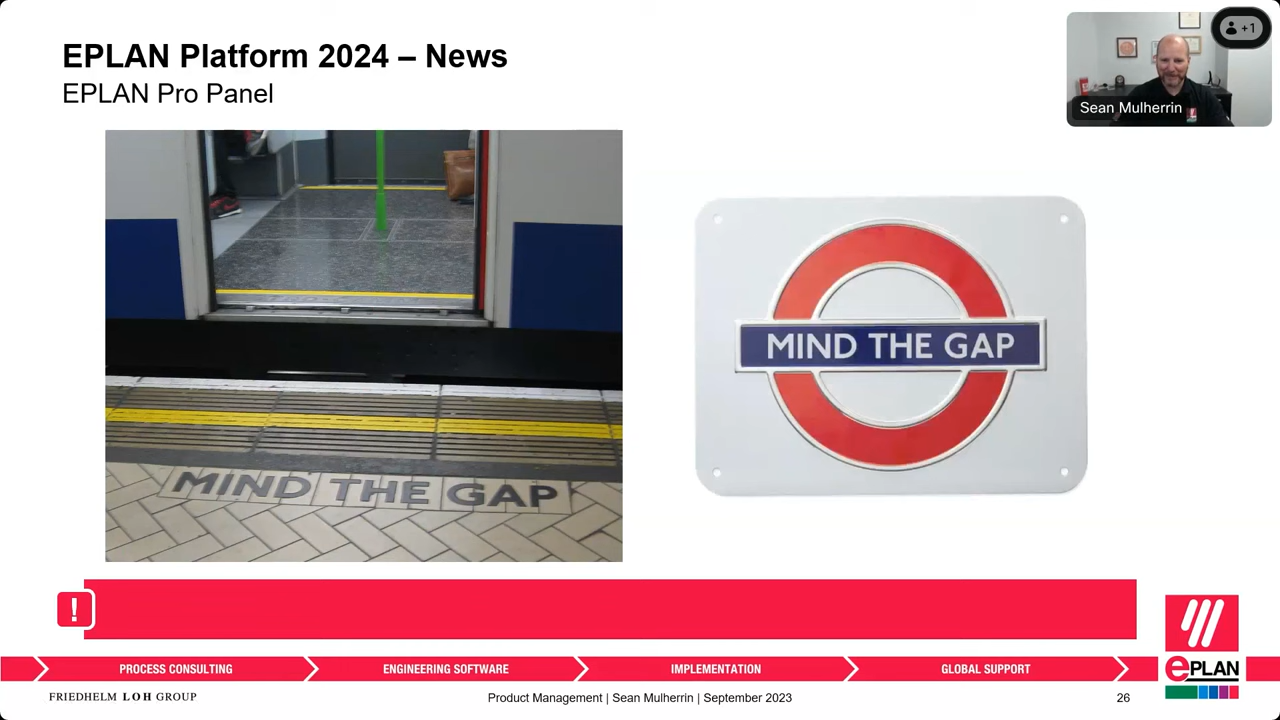 EPLAN Platform 2024 – News
EPLAN Pro Panel
+1
Sean Mulherrin
MIND THE GAP
MIND THE GAP
!
PROCESS CONSULTING
ENGINEERING SOFTWARE
IMPLEMENTATION
GLOBAL SUPPORT
ePLAN
FRIEDHELM LOH GROUP
Product Management | Sean Mulherrin | September 2023
26